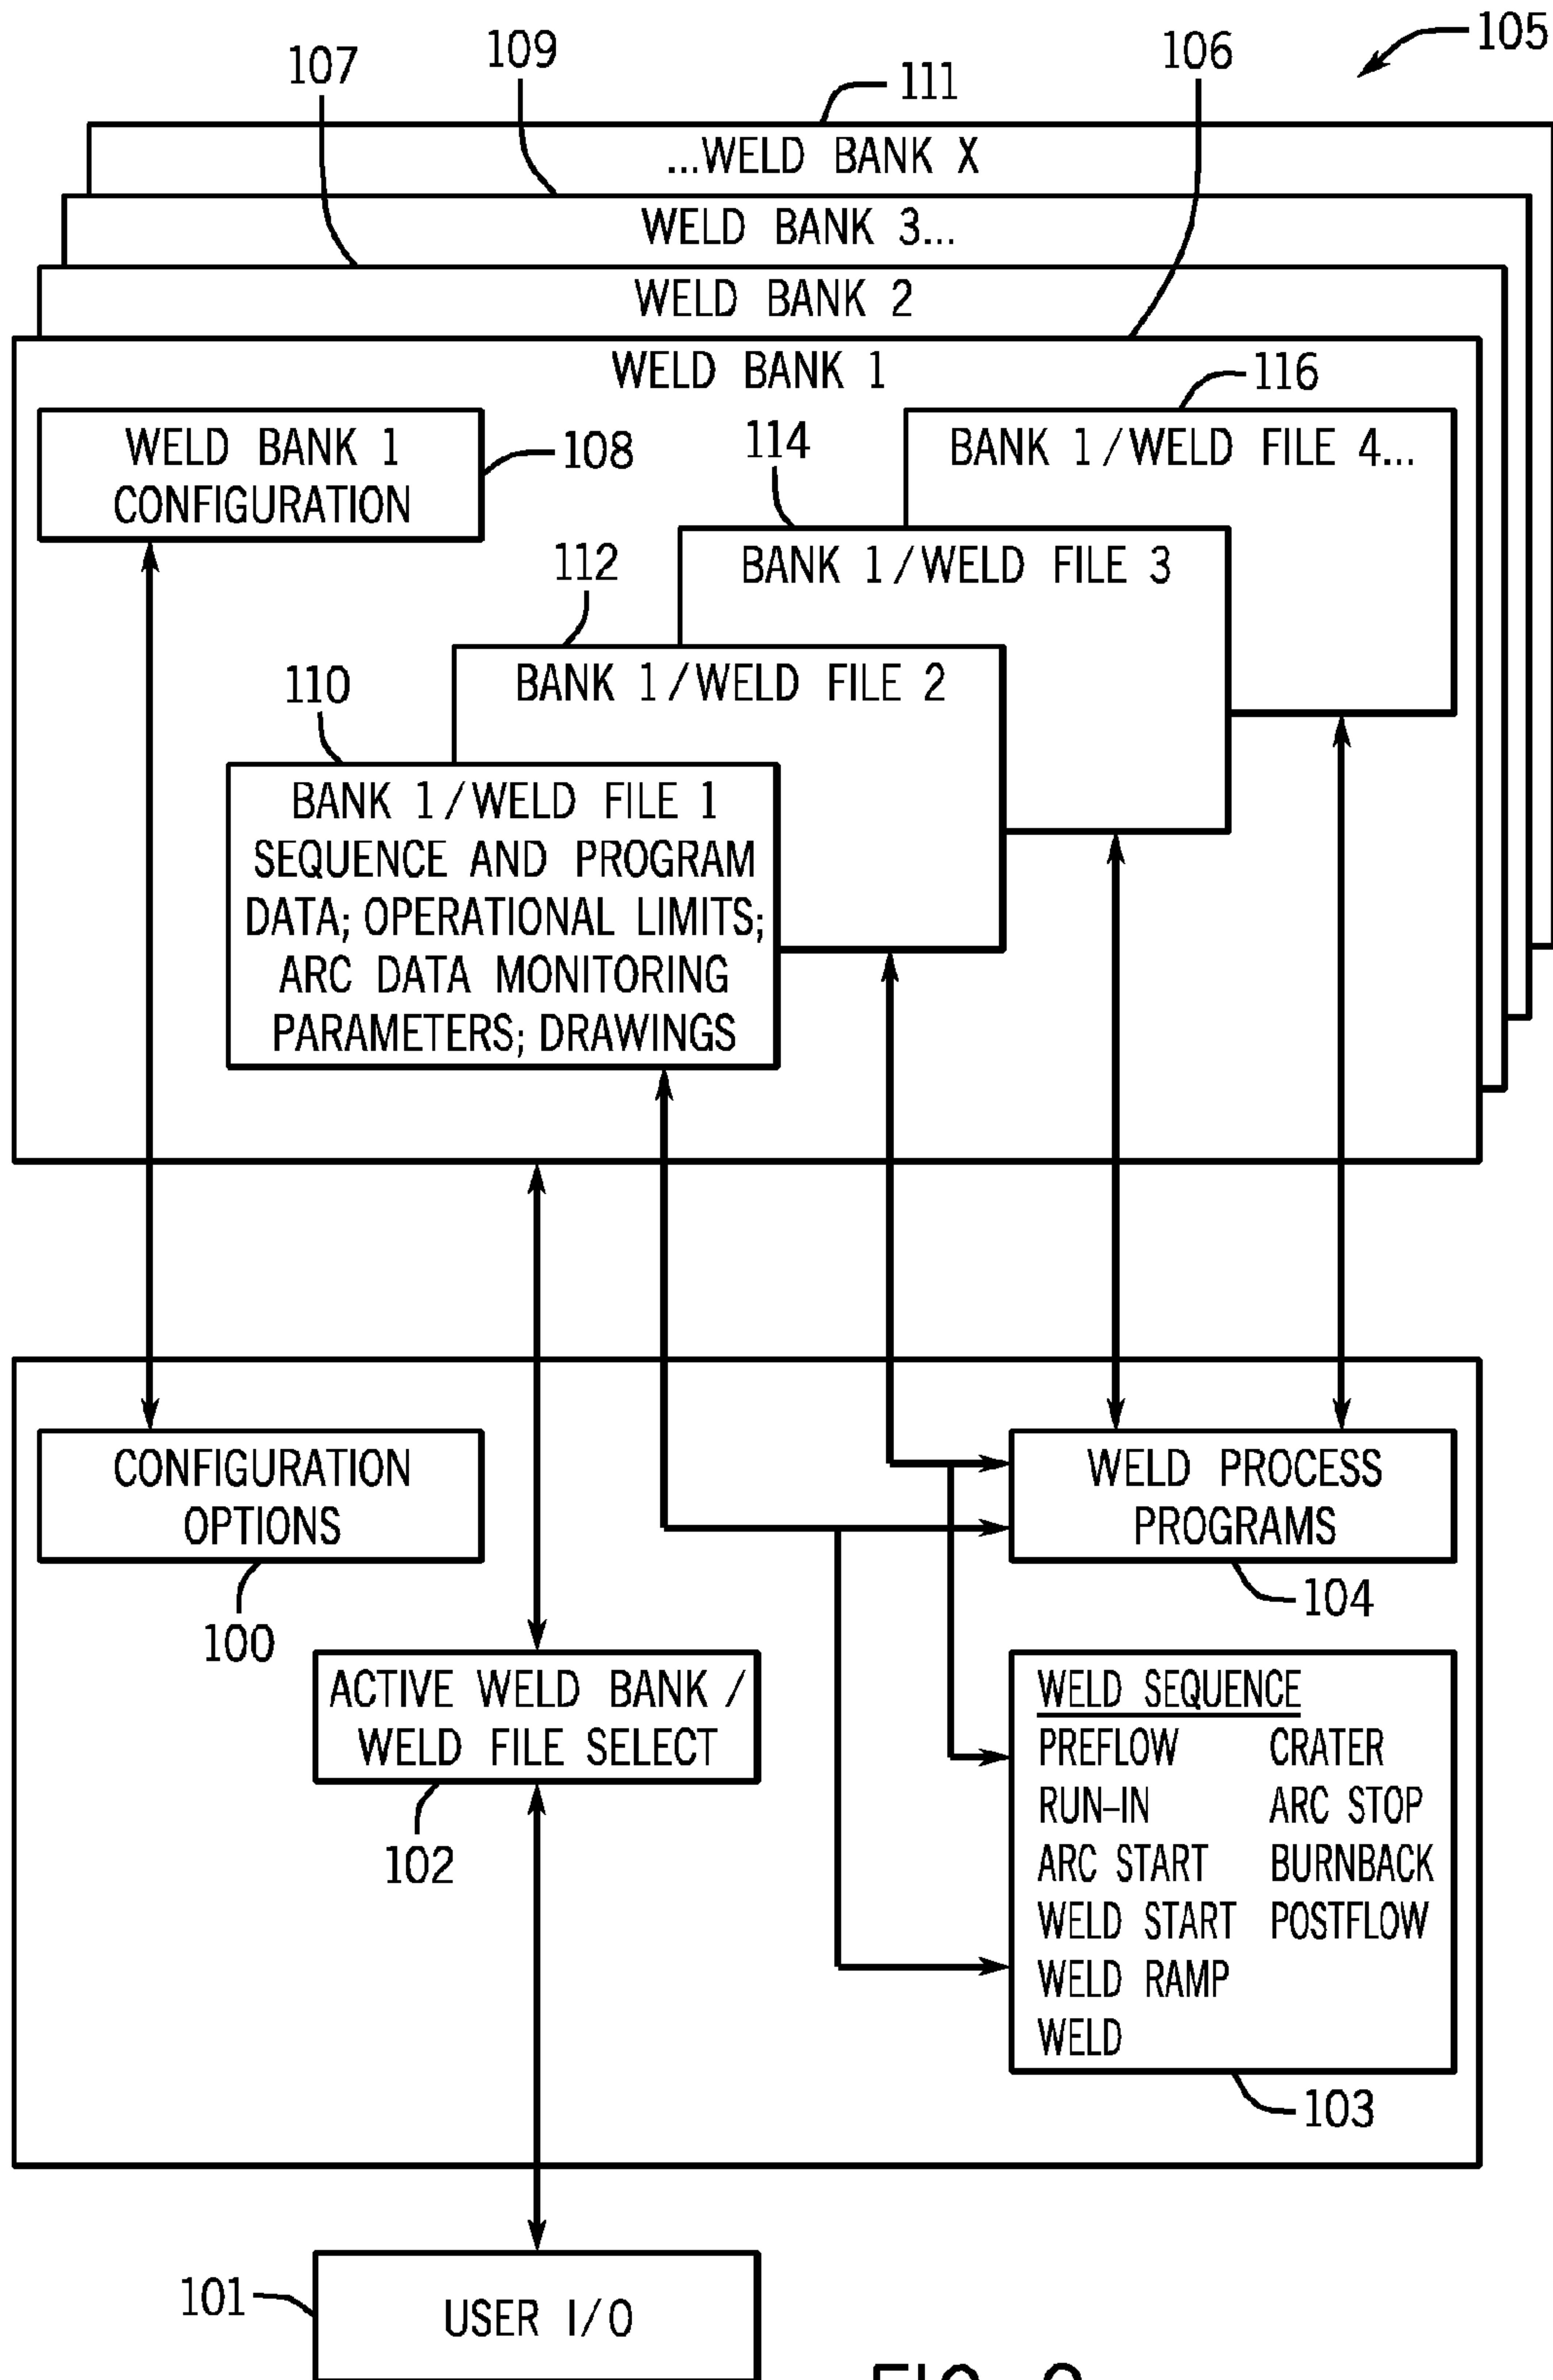 105
109
107
106
111
...WELD BANK X
WELD BANK 3...
WELD BANK 2
WELD BANK 1
116
WELD BANK 1
CONFIGURATION
108
114
BANK 1/WELD FILE 4...
112
BANK 1/WELD FILE 3
110
BANK 1/WELD FILE 2
BANK 1/WELD FILE 1
SEQUENCE AND PROGRAM
DATA; OPERATIONAL LIMITS;
ARC DATA MONITORING
PARAMETERS; DRAWINGS
CONFIGURATION
OPTIONS
100
WELD PROCESS
PROGRAMS
104
ACTIVE WELD BANK /
WELD FILE SELECT
102
WELD SEQUENCE
PREFLOW CRATER
RUN-IN ARC STOP
ARC START BURNBACK
WELD START POSTFLOW
WELD RAMP
WELD
103
101
USER I/O